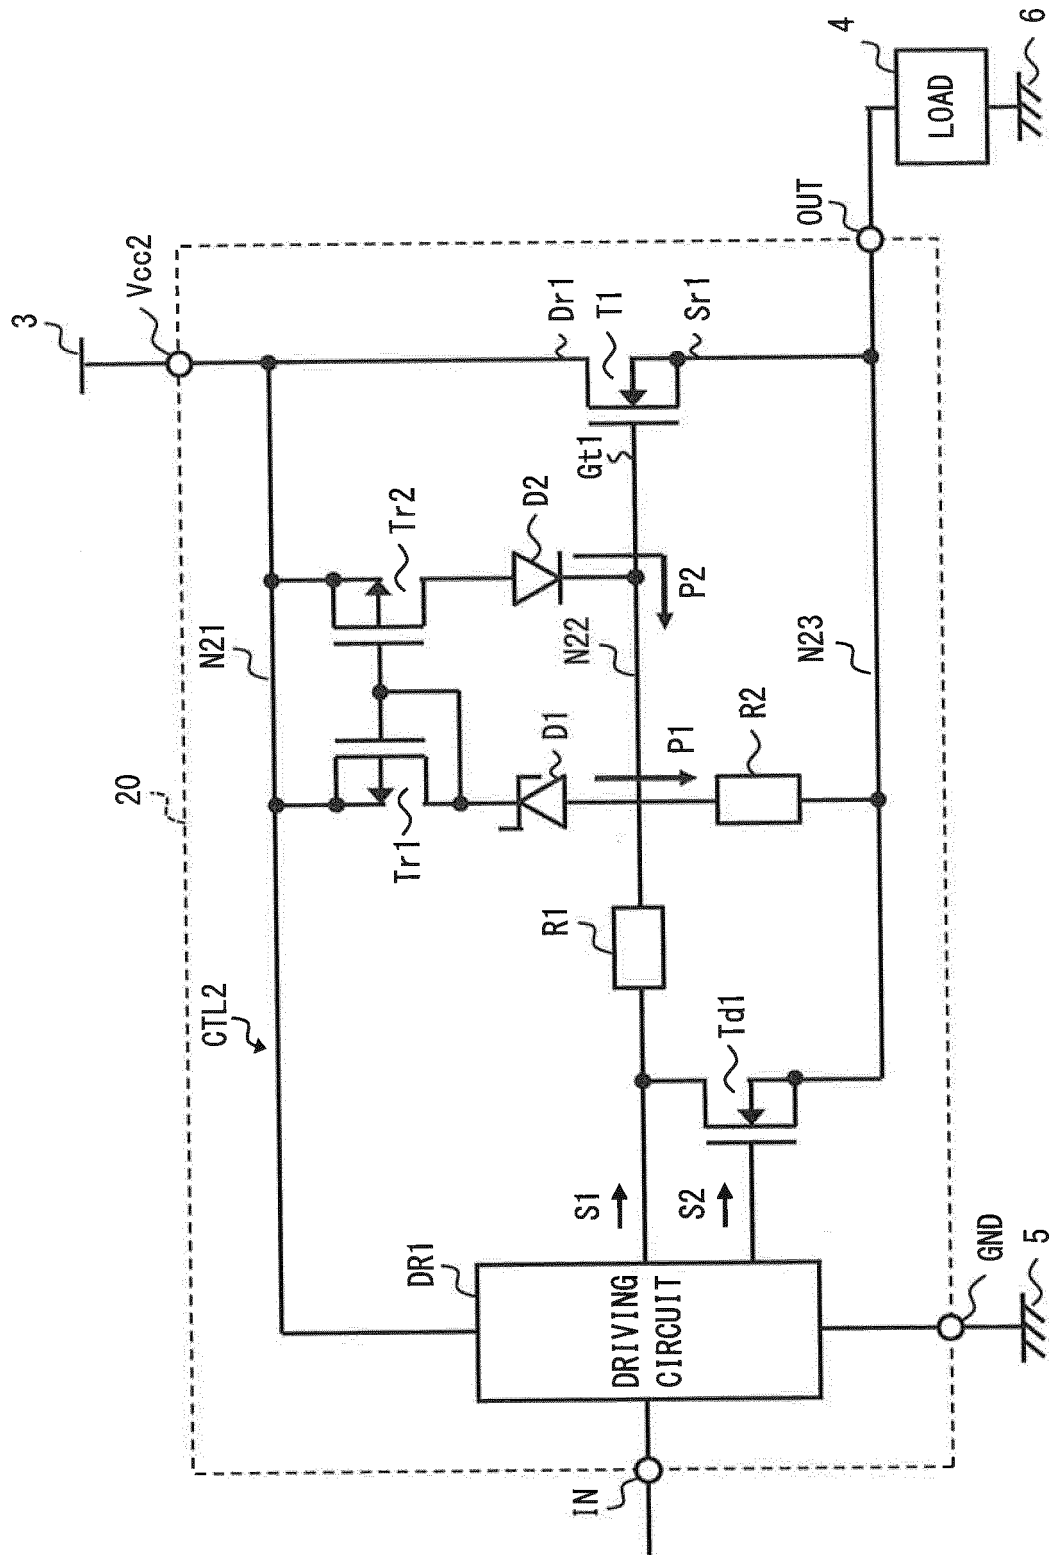 3
Vcc2
20
CTL2
N21
Tr1
Tr2
D1
D2
Dr1
T1
Gt1
Sr1
P1
P2
N22
R1
R2
N23
DR1
DRIVING
CIRCUIT
S1
S2
Td1
IN
GND
5
OUT
4
LOAD
6